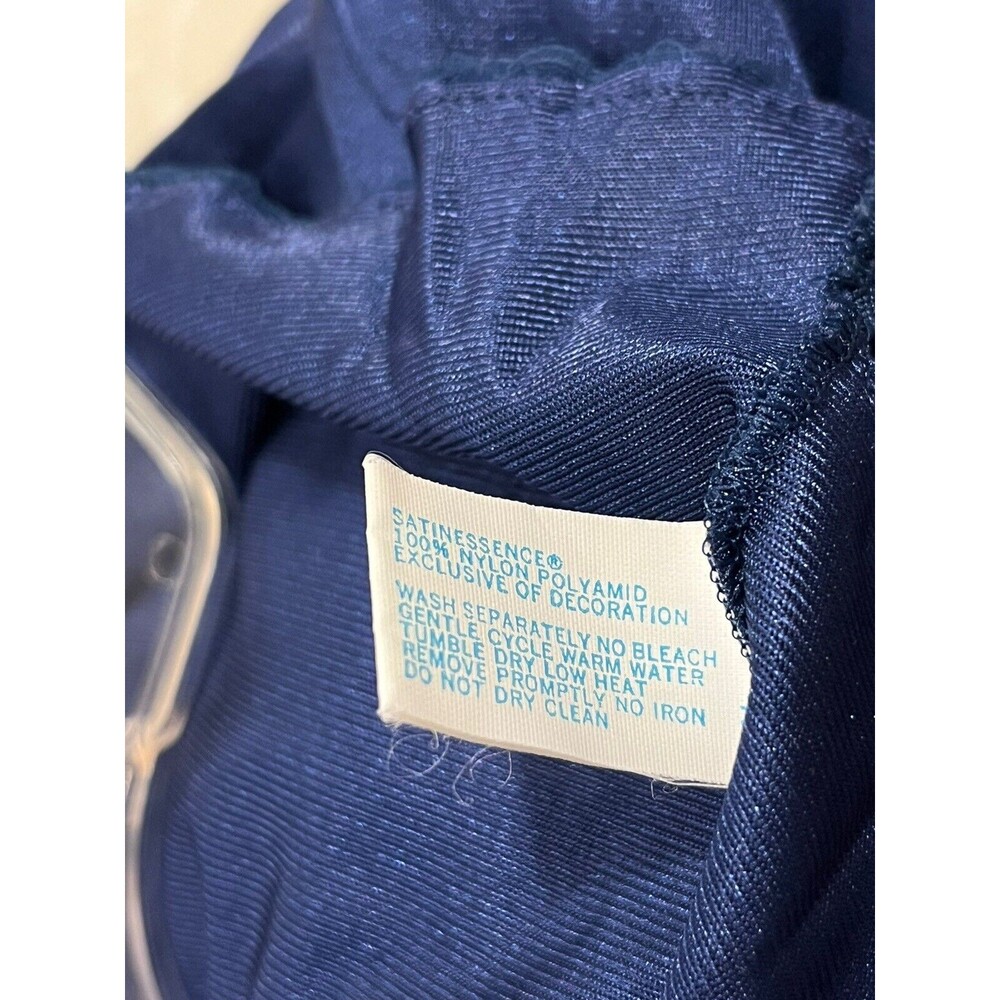 SATINESSENCE®
100% NYLON POLYAMID
EXCLUSIVE OF DECORATION
WASH SEPARATELY NO BLEACH
GENTLE CYCLE WARM WATER
TUMBLE DRY LOW HEAT
REMOVE PROMPTLY NO IRON
DO NOT DRY CLEAN